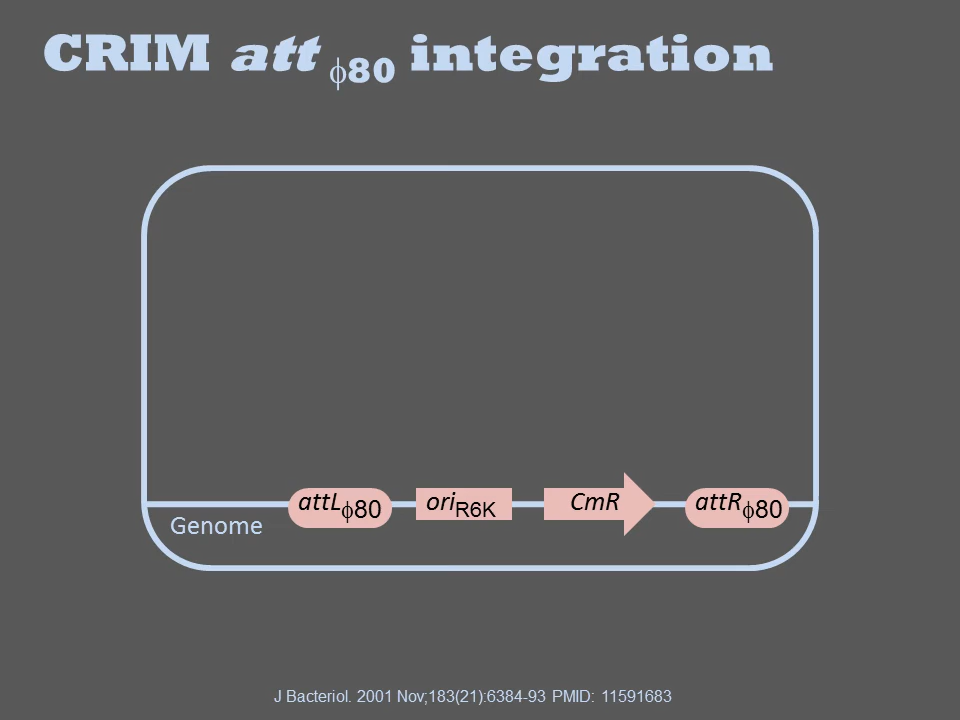 CRIM att ϕ80 integration
attLϕ80 oriR6K CmR attRϕ80
Genome
J Bacteriol. 2001 Nov;183(21):6384-93 PMID: 11591683